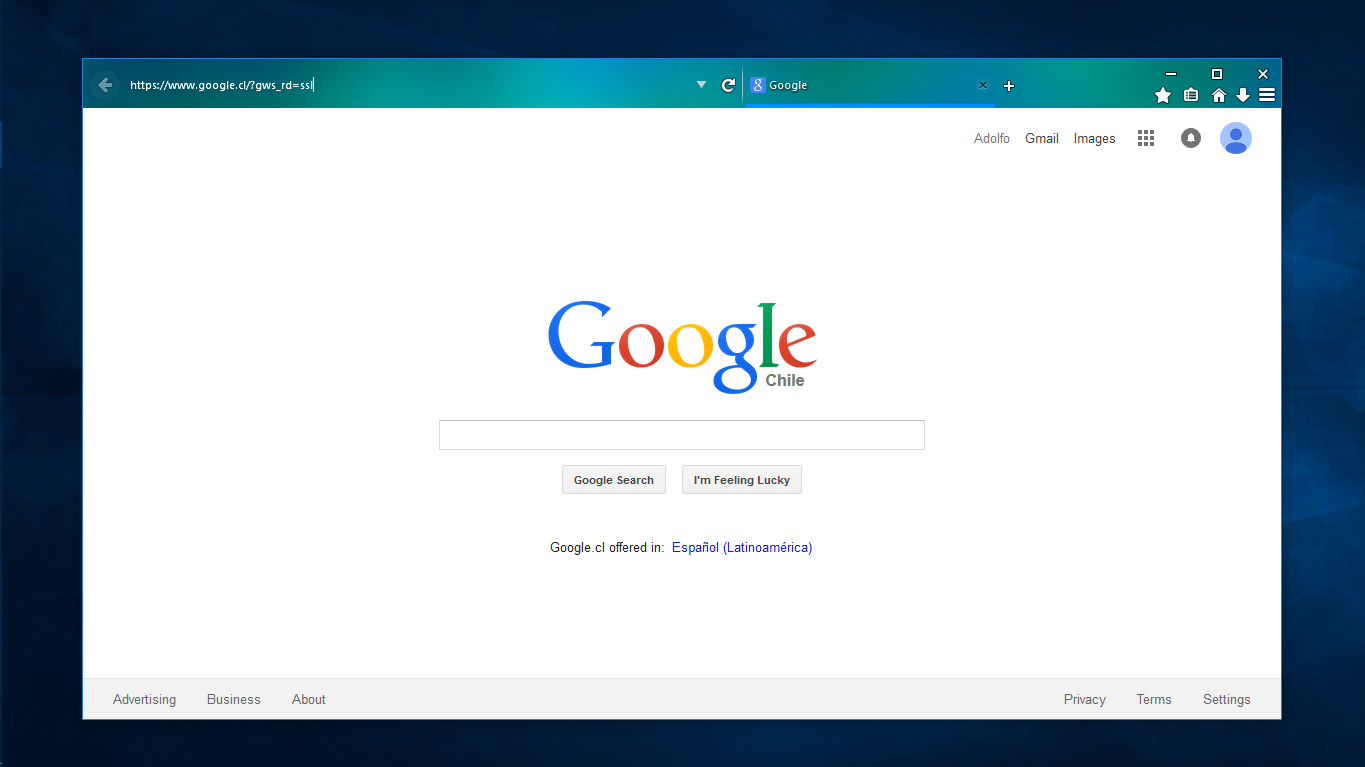 https://www.google.cl/?gws_rd=ssl
Google
Adolfo Gmail Images
Google
Chile
Google Search I'm Feeling Lucky
Google.cl offered in: Español (Latinoamérica)
Advertising Business About Privacy Terms Settings